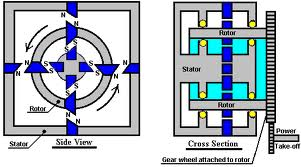 N
N
S
S
N
S
S
N
N
S
S
N
S
S
N
N
Rotor
Stator
Side View
Rotor
Stator
Rotor
Cross Section
Power
Take-off
Gear wheel attached to rotor